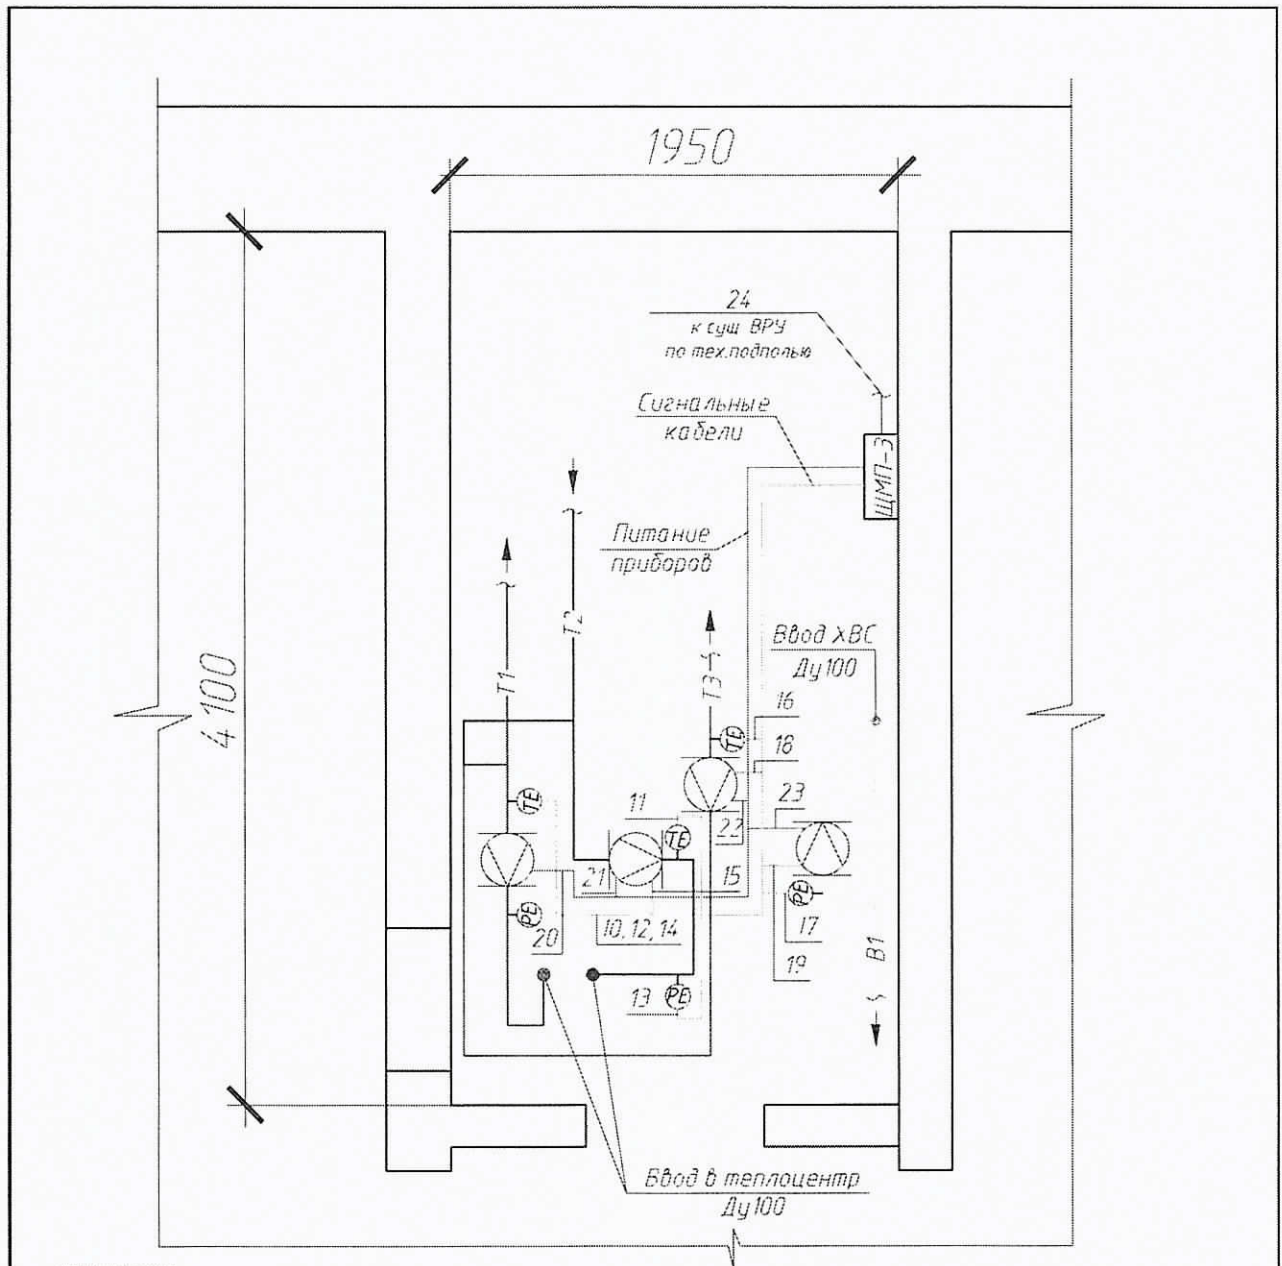 1950
24
к сущ ВРУ
по тех.подполью
Сигнальные
кабели
ЩМП-3
Питание
приборов
4100
T1
T2
T3
Ввод ХВС
Ду100
16
TE
18
TE
11
23
22
TE
21
15
PE
PE
20
10,12,14
17
B1
19
13
PE
Ввод в теплоцентр
Ду100